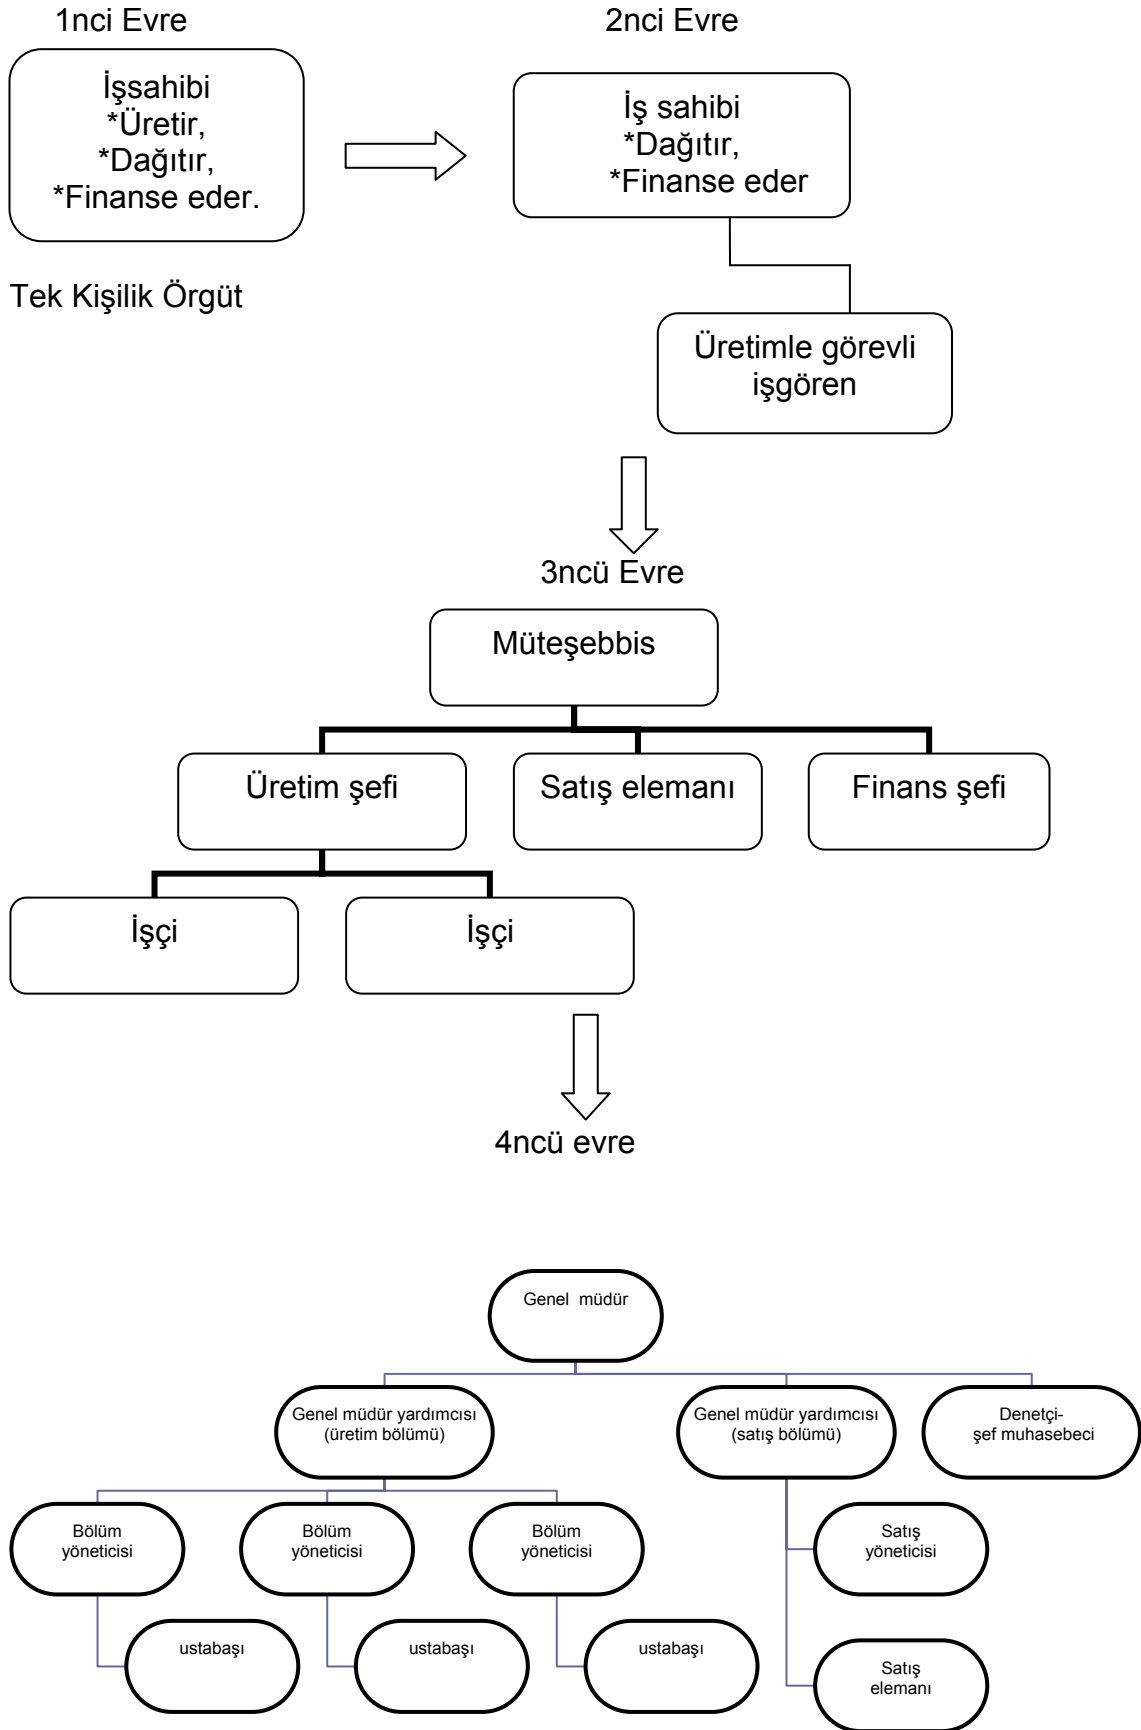 1nci Evre
2nci Evre
İşsahibi
*Üretir,
*Dağıtır,
*Finanse eder.
İş sahibi
*Dağıtır,
*Finanse eder
Tek Kişilik Örgüt
Üretimle görevli
işgören
3ncü Evre
Müteşebbis
Üretim şefi
Satış elemanı
Finans şefi
İşçi
İşçi
4ncü evre
Genel müdür
Genel müdür yardımcısı
(üretim bölümü)
Genel müdür yardımcısı
(satış bölümü)
Denetçi-
şef muhasebeci
Bölüm
yöneticisi
Bölüm
yöneticisi
Bölüm
yöneticisi
Satış
yöneticisi
ustabaşı
ustabaşı
ustabaşı
Satış
elemanı